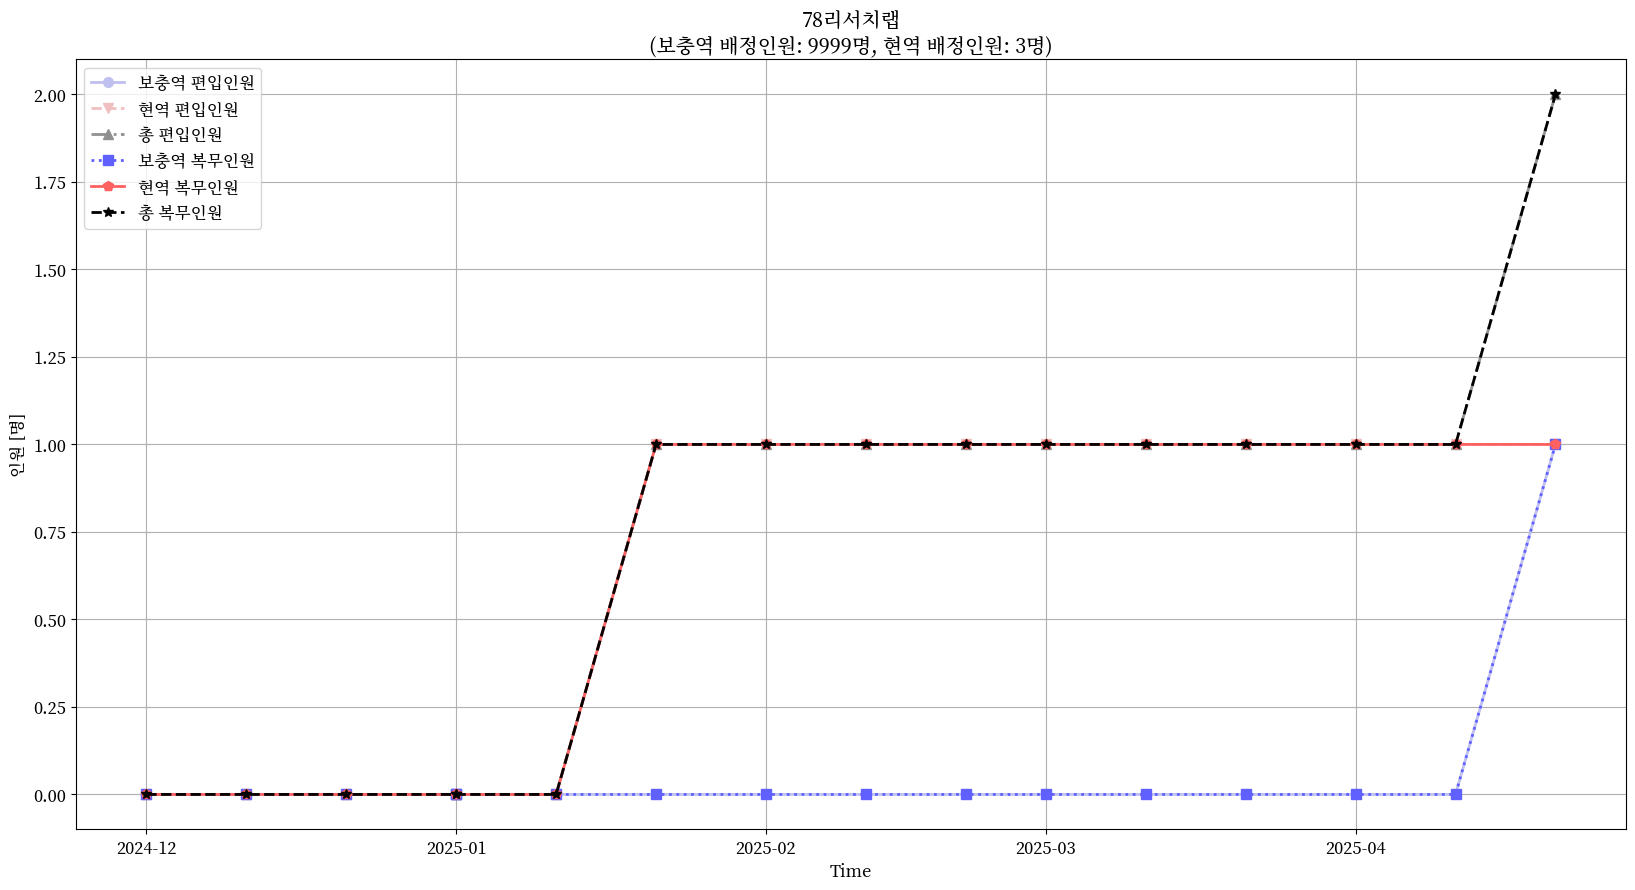 78리서치랩
(보충역 배정인원: 9999명, 현역 배정인원: 3명)
보충역 편입인원
현역 편입인원
총 편입인원
보충역 복무인원
현역 복무인원
총 복무인원
2.00
1.75
1.50
1.25
1.00
0.75
0.50
0.25
0.00
인원 [명]
2024-12
2025-01
2025-02
2025-03
2025-04
Time